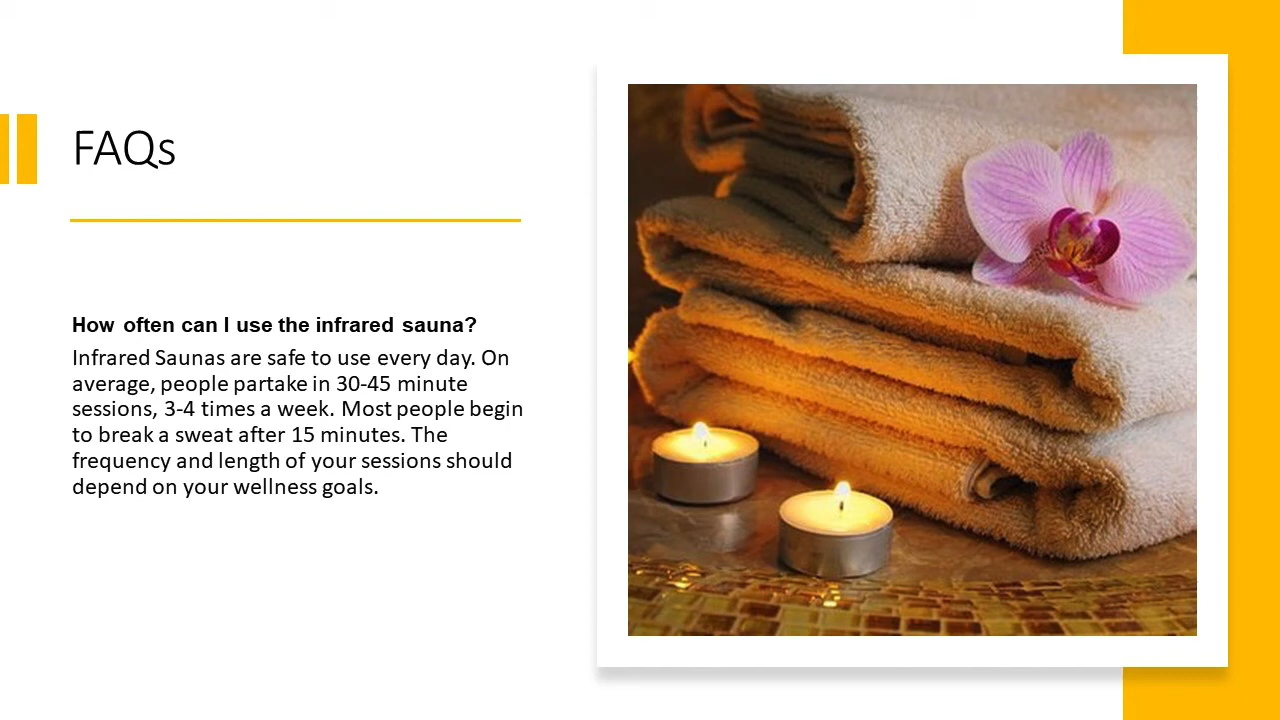 FAQs
How often can I use the infrared sauna?
Infrared Saunas are safe to use every day. On
average, people partake in 30-45 minute
sessions, 3-4 times a week. Most people begin
to break a sweat after 15 minutes. The
frequency and length of your sessions should
depend on your wellness goals.